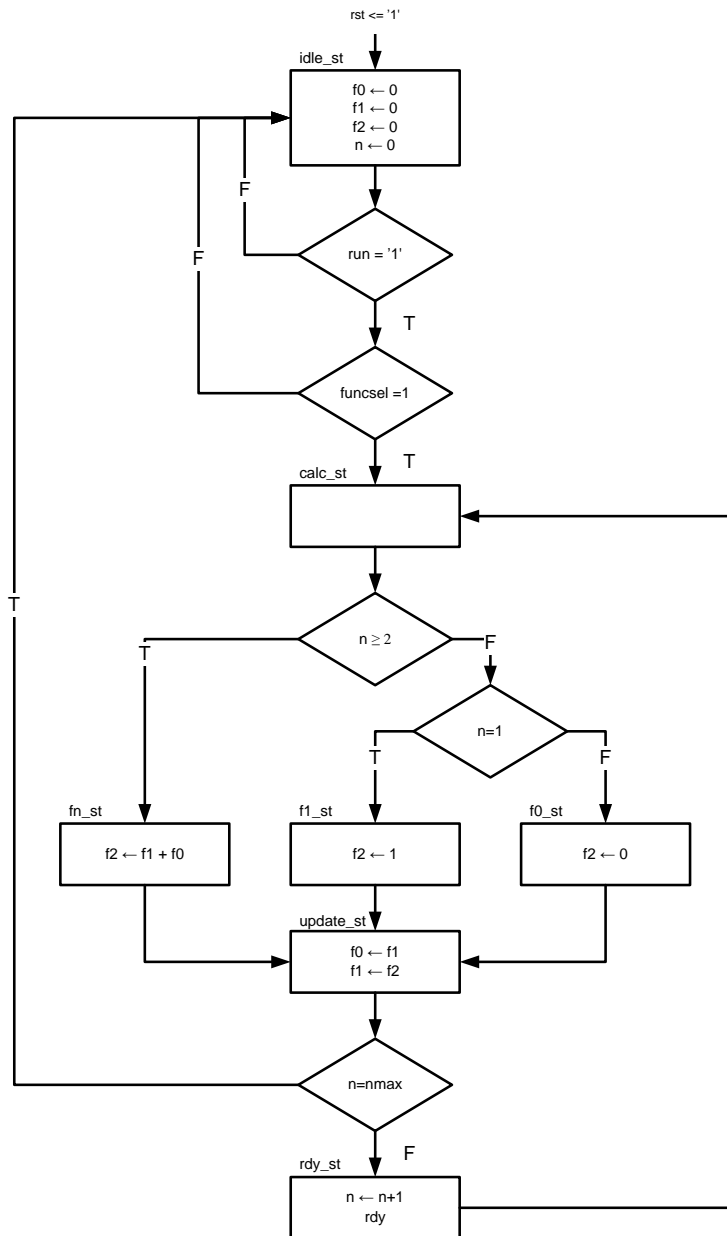 rst <= '1'
idle_st
f0 ← 0
f1 ← 0
f2 ← 0
n ← 0
F
run = '1'
F
T
funcsel =1
T
calc_st
T
n ≥ 2
F
T
n=1
T
F
fn_st
f1_st
f0_st
f2 ← f1 + f0
f2 ← 1
f2 ← 0
update_st
f0 ← f1
f1 ← f2
n=nmax
F
rdy_st
n ← n+1
rdy